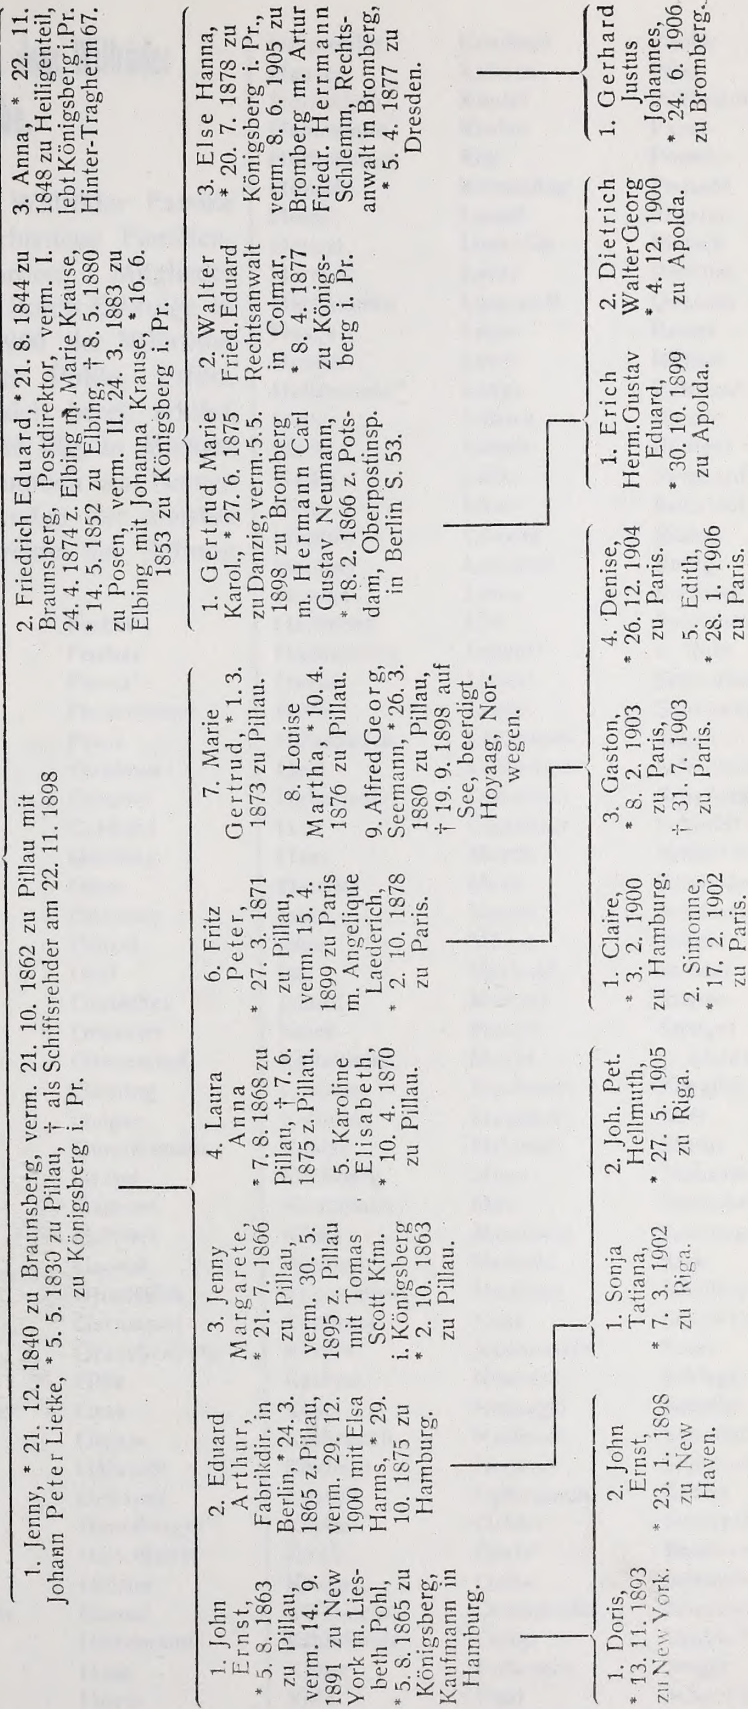 1. Jenny, * 21. 12. 1840 zu Braunsberg, verm. 21. 10. 1862 zu Pillau mit
Johann Peter Lietke, * 5. 5. 1830 zu Pillau, † als Schiffsrehder am 22. 11. 1898
zu Königsberg i. Pr.
2. Friedrich Eduard, * 21. 8. 1844 zu
Braunsberg, Postdirektor, verm. I.
24. 4. 1874 z. Elbing m. Marie Krause,
* 14. 5. 1852 zu Elbing, † 8. 5. 1880
zu Posen, verm. II. 24. 3. 1883 zu
Elbing mit Johanna Krause, * 16. 6.
1853 zu Königsberg i. Pr.
3. Anna, * 22. 11.
1848 zu Heiligenteil,
lebt Königsberg i. Pr.
Hinter-Tragheim 67.
1. John
Ernst,
* 5. 8. 1863
zu Pillau,
verm. 14. 9.
1891 zu New
York m. Lies-
beth Pohl,
* 5. 8. 1865 zu
Königsberg,
Kaufmann in
Hamburg.
2. Eduard
Arthur,
Fabrikdir. in
Berlin, * 24. 3.
1865 z. Pillau,
verm. 29. 12.
1900 mit Elsa
Harms, * 29.
10. 1875 zu
Hamburg.
3. Jenny
Margarete,
* 21. 7. 1866
zu Pillau,
verm. 30. 5.
1895 z. Pillau
mit Tomas
Scott Kfm.
i. Königsberg
* 2. 10. 1863
zu Pillau.
4. Laura
Anna
* 7. 8. 1868 zu
Pillau, † 7. 6.
1875 z. Pillau.
5. Karoline
Elisabeth,
* 10. 4. 1870
zu Pillau.
6. Fritz
Peter,
* 27. 3. 1871
zu Pillau,
verm. 15. 4.
1899 zu Paris
m. Angelique
Laederich,
* 2. 10. 1878
zu Paris.
7. Marie
Gertrud, * 1. 3.
1873 zu Pillau.
8. Louise
Martha, * 10. 4.
1876 zu Pillau.
9. Alfred Georg,
Seemann, * 26. 3.
1880 zu Pillau,
† 19. 9. 1898 auf
See, beerdigt
Hoyaag, Nor-
wegen.
1. Gertrud Marie
Karol., * 27. 6. 1875
zu Danzig, verm. 5. 5.
1898 zu Bromberg
m. Hermann Carl
Gustav Neumann,
* 18. 2. 1866 z. Pots-
dam, Oberpostinsp.
in Berlin S. 53.
2. Walter
Fried. Eduard
Rechtsanwalt
in Colmar,
* 8. 4. 1877
zu Königs-
berg i. Pr.
3. Else Hanna,
* 20. 7. 1878 zu
Königsberg i. Pr.,
verm. 8. 6. 1905 zu
Bromberg m. Artur
Friedr. Herrmann
Schlemm, Rechts-
anwalt in Bromberg,
* 5. 4. 1877 zu
Dresden.
1. Doris,
* 13. 11. 1893
zu New York.
2. John
Ernst,
* 23. 1. 1898
zu New
Haven.
1. Sonja
Tatiana,
* 7. 3. 1902
zu Riga.
2. Joh. Pet.
Hellmuth,
* 27. 5. 1905
zu Riga.
1. Claire,
* 3. 2. 1900
zu Hamburg.
2. Simonne,
* 17. 2. 1902
zu Paris.
3. Gaston,
* 8. 2. 1903
zu Paris,
† 31. 7. 1903
zu Paris.
4. Denise,
* 26. 12. 1904
zu Paris.
5. Edith,
* 28. 1. 1906
zu Paris.
1. Erich
Herm. Gustav
Eduard,
* 30. 10. 1899
zu Apolda.
2. Dietrich
Walter Georg
* 4. 12. 1900
zu Apolda.
1. Gerhard
Justus
Johannes,
* 24. 6. 1906
zu Bromberg.